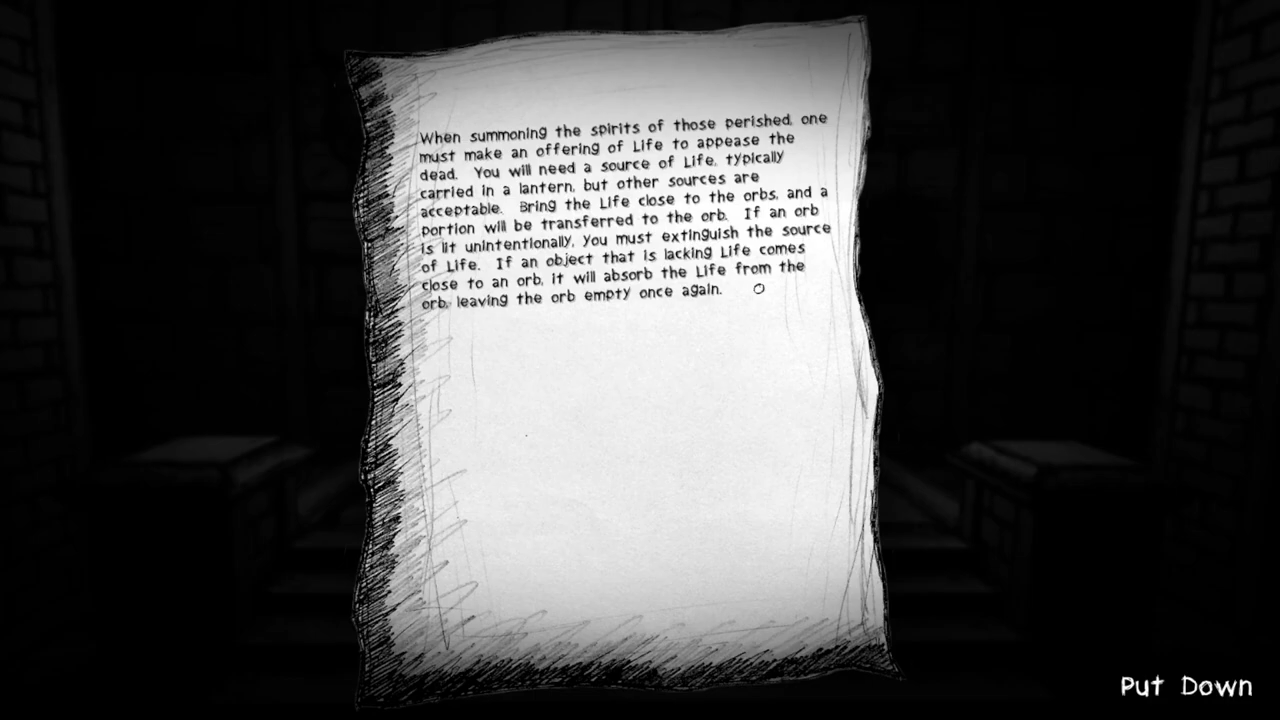 When summoning the spirits of those perished, one
must make an offering of Life to appease the
dead. You will need a source of Life, typically
carried in a lantern, but other sources are
acceptable. Bring the Life close to the orbs, and a
portion will be transferred to the orb. If an orb
is lit unintentionally, you must extinguish the source
of Life. If an object that is lacking Life comes
close to an orb, it will absorb the Life from the
orb, leaving the orb empty once again.
Put Down